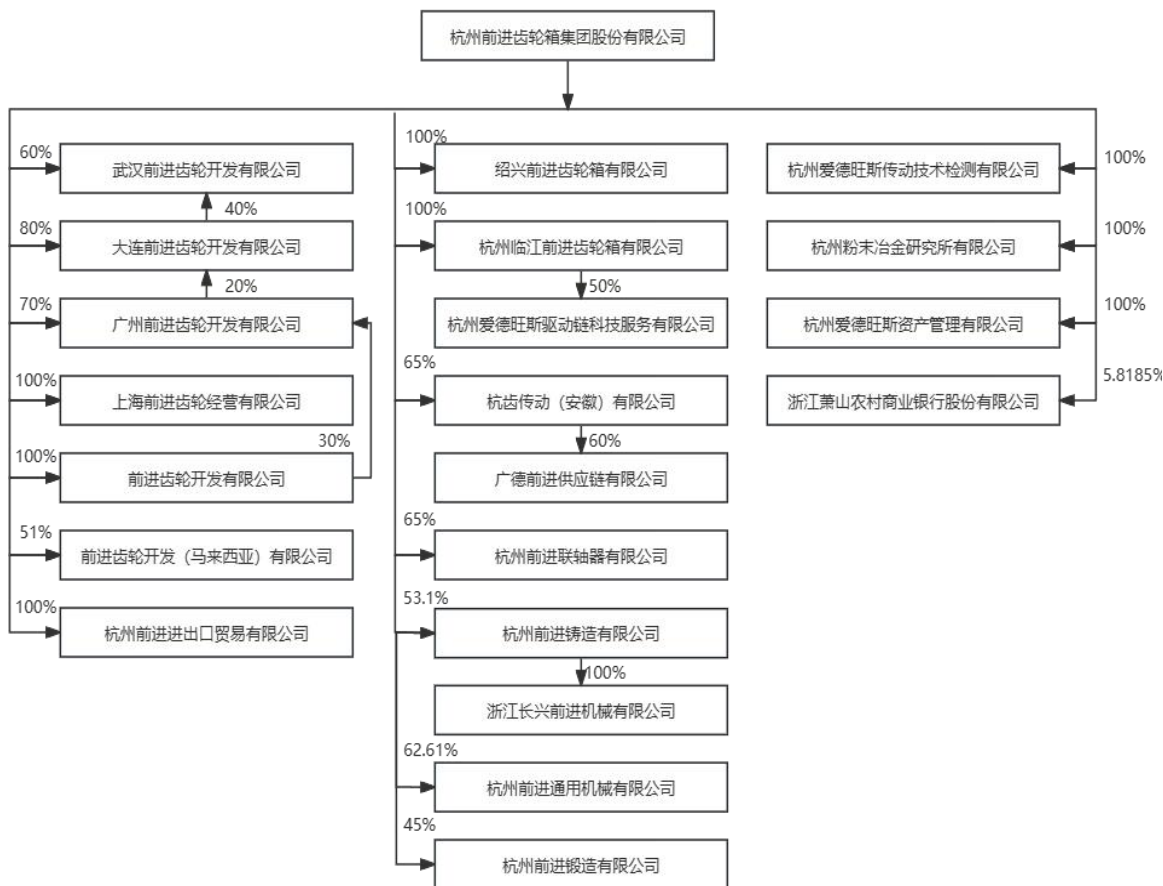 杭州前进齿轮箱集团股份有限公司
60%
武汉前进齿轮开发有限公司
40%
80%
大连前进齿轮开发有限公司
20%
70%
广州前进齿轮开发有限公司
100%
上海前进齿轮经营有限公司
30%
100%
前进齿轮开发有限公司
51%
前进齿轮开发（马来西亚）有限公司
100%
杭州前进进出口贸易有限公司
100%
绍兴前进齿轮箱有限公司
100%
杭州临江前进齿轮箱有限公司
50%
杭州爱德旺斯驱动链科技服务有限公司
65%
杭齿传动（安徽）有限公司
60%
广德前进供应链有限公司
65%
杭州前进联轴器有限公司
53.1%
杭州前进铸造有限公司
100%
浙江长兴前进机械有限公司
62.61%
杭州前进通用机械有限公司
45%
杭州前进锻造有限公司
100%
杭州爱德旺斯传动技术检测有限公司
100%
杭州粉末冶金研究所有限公司
100%
杭州爱德旺斯资产管理有限公司
5.8185%
浙江萧山农村商业银行股份有限公司